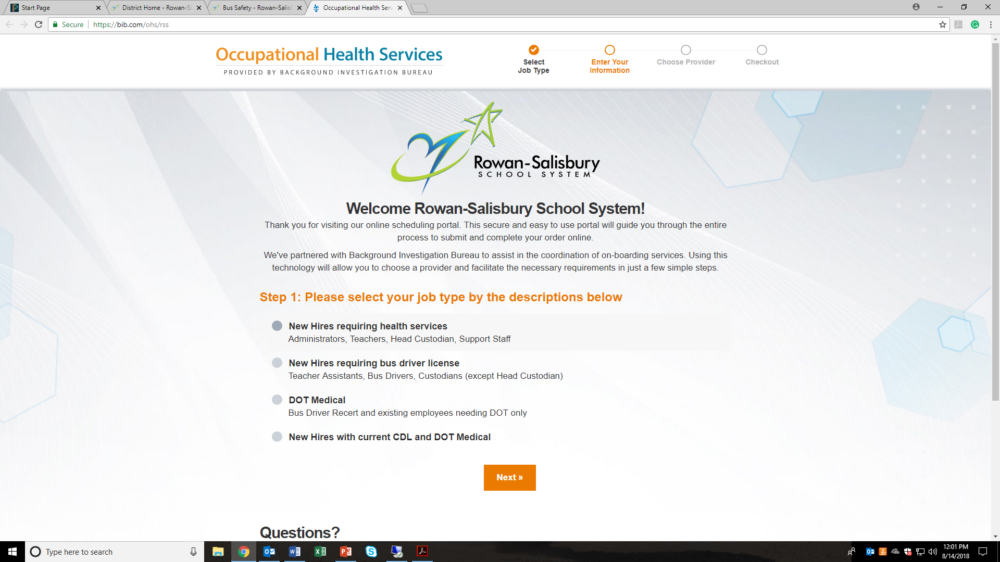 Start Page
District Home - Rowan-Sa
Bus Safety - Rowan-Salisb
Occupational Health Serv
Secure
https://bib.com/ohs/rss
Occupational Health Services
PROVIDED BY BACKGROUND INVESTIGATION BUREAU
Select
Job Type
Enter Your
Information
Choose Provider
Checkout
Rowan-Salisbury
SCHOOL SYSTEM
Welcome Rowan-Salisbury School System!
Thank you for visiting our online scheduling portal. This secure and easy to use portal will guide you through the entire
process to submit and complete your order online.
We've partnered with Background Investigation Bureau to assist in the coordination of on-boarding services. Using this
technology will allow you to choose a provider and facilitate the necessary requirements in just a few simple steps.
Step 1: Please select your job type by the descriptions below
New Hires requiring health services
Administrators, Teachers, Head Custodian, Support Staff
New Hires requiring bus driver license
Teacher Assistants, Bus Drivers, Custodians (except Head Custodian)
DOT Medical
Bus Driver Recert and existing employees needing DOT only
New Hires with current CDL and DOT Medical
Next »
Questions?
Type here to search
12:01 PM
8/14/2018